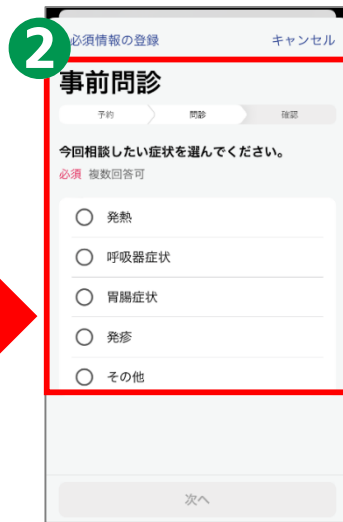 2
必須情報の登録
キャンセル
事前問診
予約
問診
確認
今回相談したい症状を選んでください。
必須 複数回答可
発熱
呼吸器症状
胃腸症状
発疹
その他
次へ